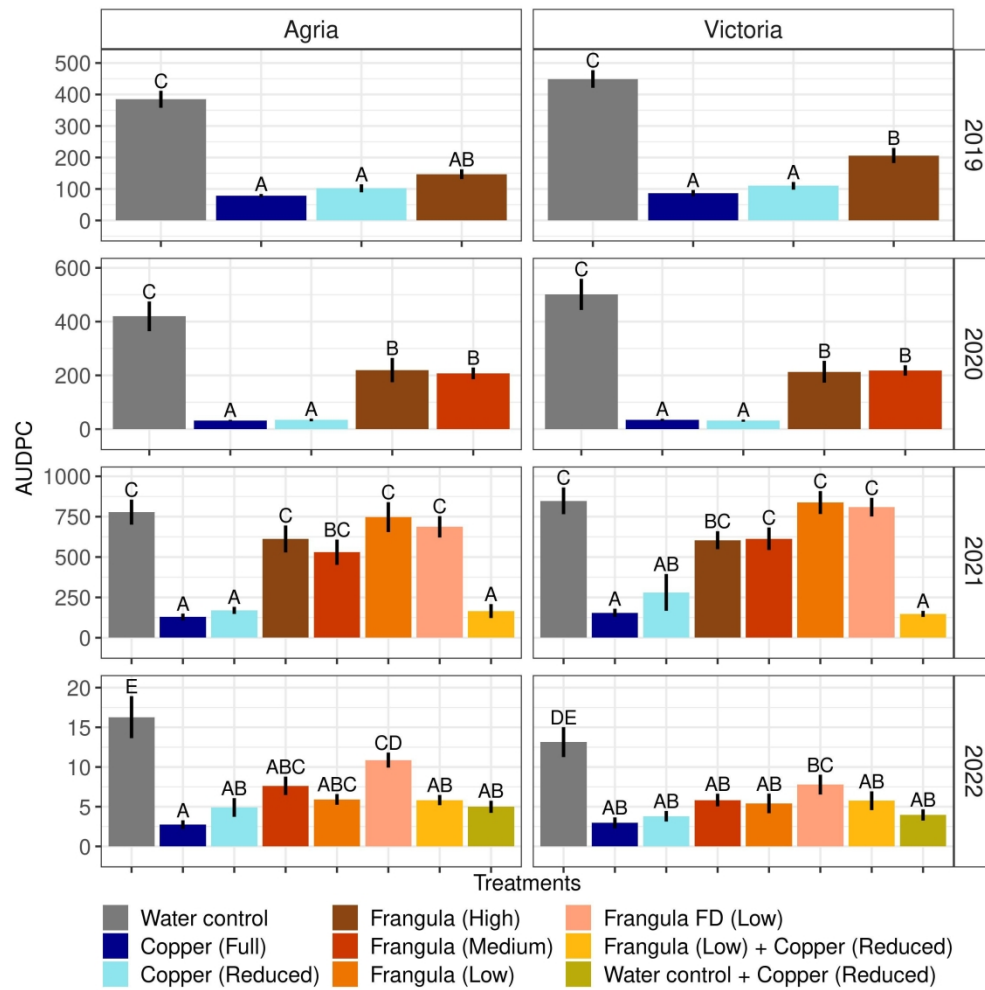 Agria Victoria
500
400
300
200
100
0
C A A AB
C A A B
2019
600
400
200
0
C A A B B
C A A B B
2020
AUDPC
1000
750
500
250
0
C A A C BC C C A
C A AB BC C C C A
2021
20
15
10
5
0
E A AB ABC ABC CD AB AB
DE AB AB AB AB BC AB AB
2022
Treatments
Water control Frangula (High) Frangula FD (Low)
Copper (Full) Frangula (Medium) Frangula (Low) + Copper (Reduced)
Copper (Reduced) Frangula (Low) Water control + Copper (Reduced)